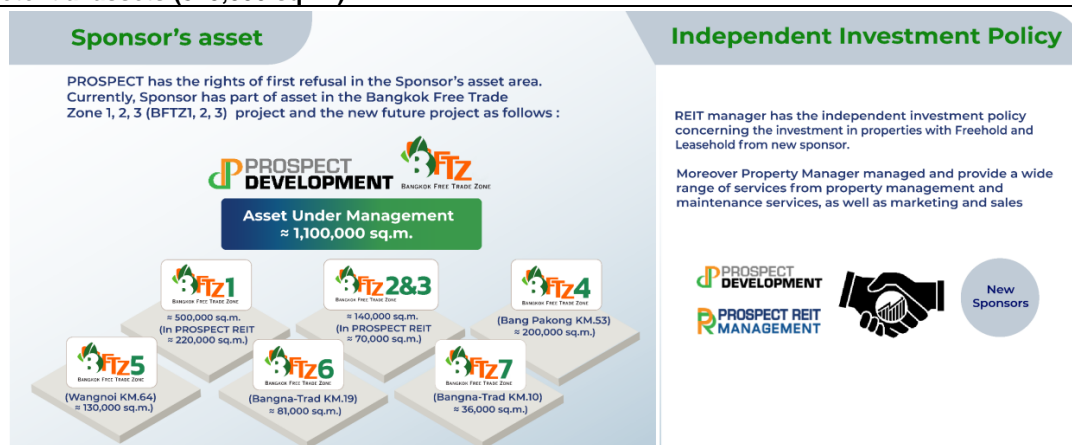 Sponsor's asset
PROSPECT has the rights of first refusal in the Sponsor's asset area.
Currently, Sponsor has part of asset in the Bangkok Free Trade
Zone 1, 2, 3 (BFTZ1, 2, 3) project and the new future project as follows :
PROSPECT
DEVELOPMENT
BFTZ
BANGKOK FREE TRADE ZONE
Asset Under Management
≈ 1,100,000 sq.m.
BFTZ1
BANGKOK FREE TRADE ZONE
≈ 500,000 sq.m.
(In PROSPECT REIT
≈ 220,000 sq.m.)
BFTZ2&3
BANGKOK FREE TRADE ZONE
≈ 140,000 sq.m.
(In PROSPECT REIT
≈ 70,000 sq.m.)
BFTZ4
BANGKOK FREE TRADE ZONE
(Bang Pakong KM.53)
≈ 200,000 sq.m.)
BFTZ5
BANGKOK FREE TRADE ZONE
(Wangnoi KM.64)
≈ 130,000 sq.m.)
BFTZ6
BANGKOK FREE TRADE ZONE
(Bangna-Trad KM.19)
≈ 81,000 sq.m.)
BFTZ7
BANGKOK FREE TRADE ZONE
(Bangna-Trad KM.10)
≈ 36,000 sq.m.)
Independent Investment Policy
REIT manager has the independent investment policy
concerning the investment in properties with Freehold and
Leasehold from new sponsor.
Moreover Property Manager managed and provide a wide
range of services from property management and
maintenance services, as well as marketing and sales
PROSPECT
DEVELOPMENT
PROSPECT REIT
MANAGEMENT
New
Sponsors